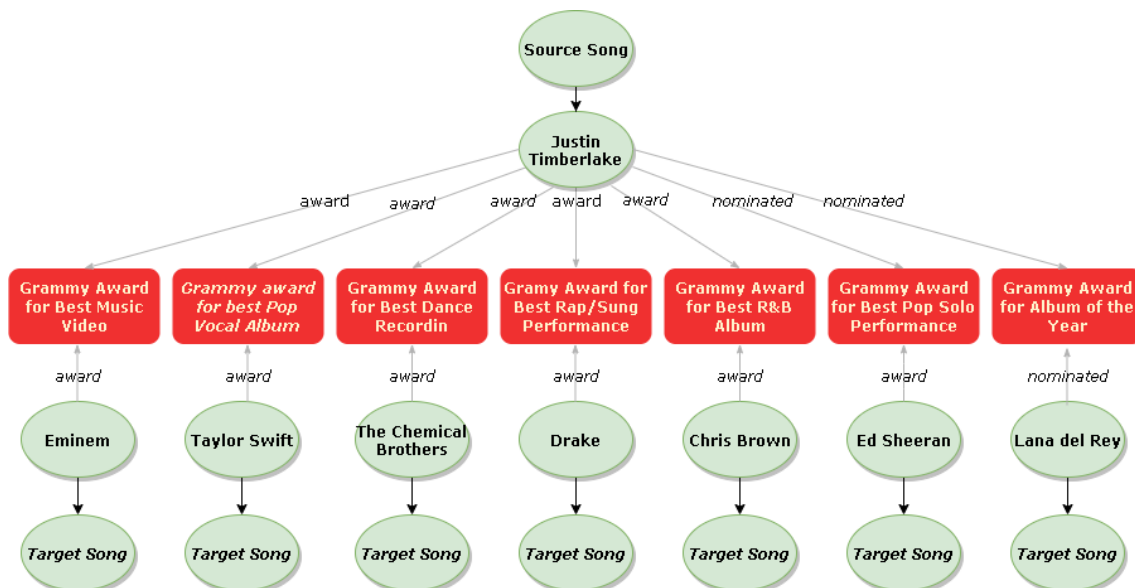 Source Song
Justin
Timberlake
award
award
award
award
award
nominated
nominated
Grammy Award
for Best Music
Video
Grammy award
for best Pop
Vocal Album
Grammy Award
for Best Dance
Recordin
Gramy Award for
Best Rap/Sung
Performance
Grammy Award
for Best R&B
Album
Grammy Award
for Best Pop Solo
Performance
Grammy Award
for Album of the
Year
award
award
award
award
award
award
nominated
Eminem
Taylor Swift
The Chemical
Brothers
Drake
Chris Brown
Ed Sheeran
Lana del Rey
Target Song
Target Song
Target Song
Target Song
Target Song
Target Song
Target Song